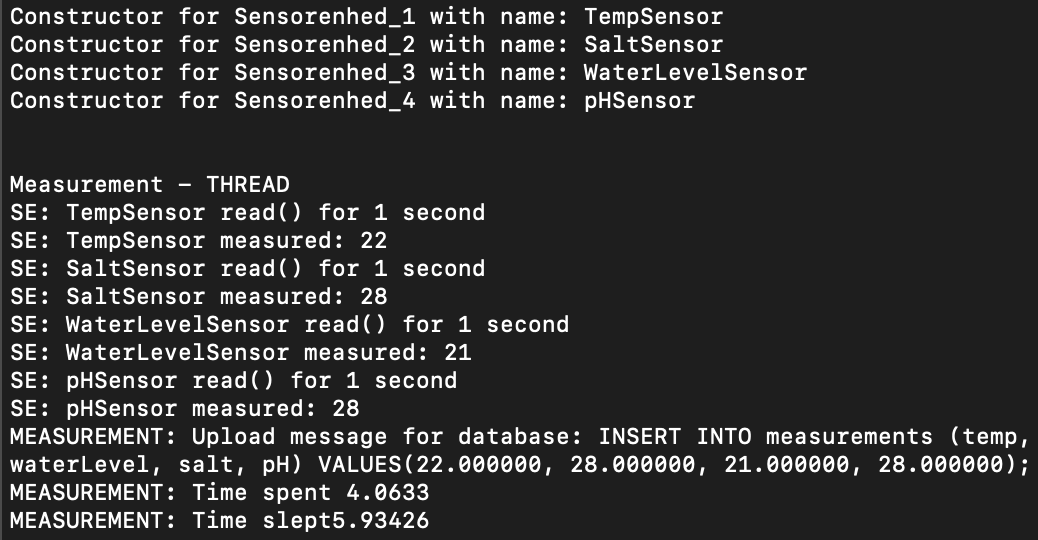 Constructor for Sensorenhed_1 with name: TempSensor
Constructor for Sensorenhed_2 with name: SaltSensor
Constructor for Sensorenhed_3 with name: WaterLevelSensor
Constructor for Sensorenhed_4 with name: pHSensor
Measurement – THREAD
SE: TempSensor read() for 1 second
SE: TempSensor measured: 22
SE: SaltSensor read() for 1 second
SE: SaltSensor measured: 28
SE: WaterLevelSensor read() for 1 second
SE: WaterLevelSensor measured: 21
SE: pHSensor read() for 1 second
SE: pHSensor measured: 28
MEASUREMENT: Upload message for database: INSERT INTO measurements (temp,
waterLevel, salt, pH) VALUES(22.000000, 28.000000, 21.000000, 28.000000);
MEASUREMENT: Time spent 4.0633
MEASUREMENT: Time slept5.93426